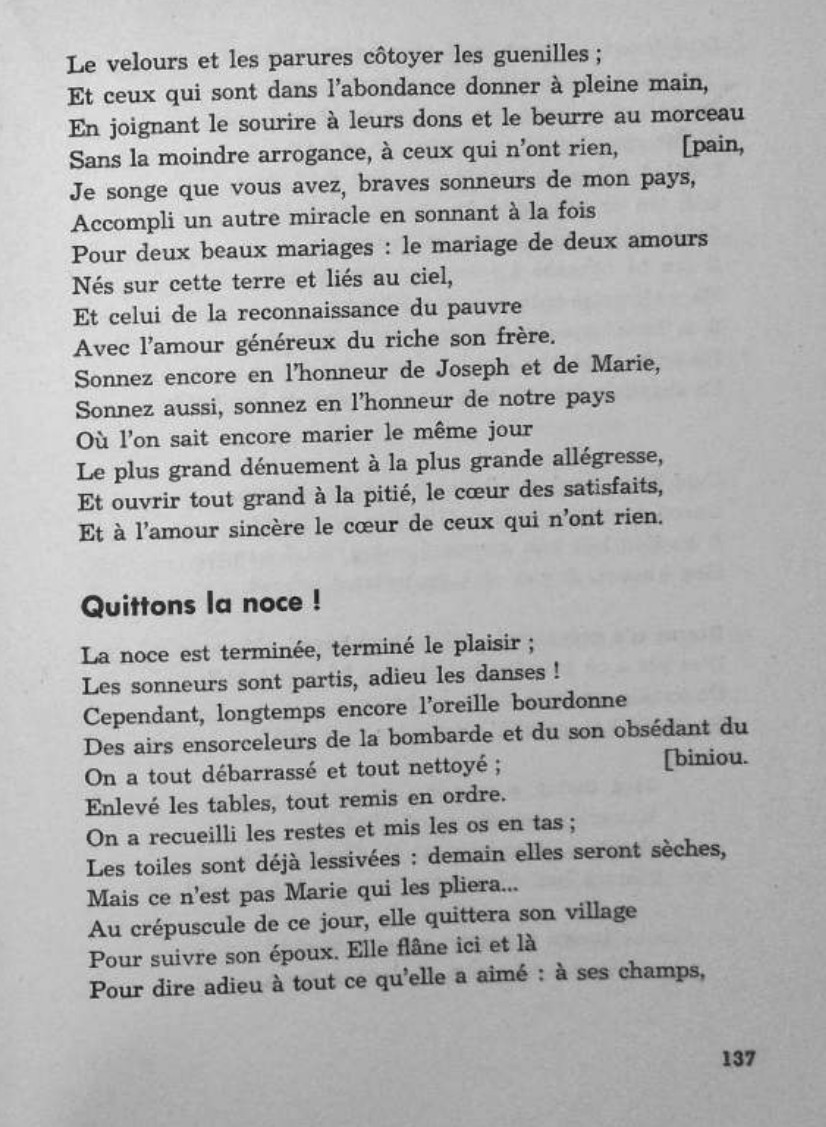 Le velours et les parures côtoyer les guenilles ;
Et ceux qui sont dans l'abondance donner à pleine main,
En joignant le sourire à leurs dons et le beurre au morceau
Sans la moindre arrogance, à ceux qui n'ont rien, [pain,
Je songe que vous avez, braves sonneurs de mon pays,
Accompli un autre miracle en sonnant à la fois
Pour deux beaux mariages : le mariage de deux amours
Nés sur cette terre et liés au ciel,
Et celui de la reconnaissance du pauvre
Avec l'amour généreux du riche son frère.
Sonnez encore en l'honneur de Joseph et de Marie,
Sonnez aussi, sonnez en l'honneur de notre pays
Où l'on sait encore marier le même jour
Le plus grand dénuement à la plus grande allégresse,
Et ouvrir tout grand à la pitié, le cœur des satisfaits,
Et à l'amour sincère le cœur de ceux qui n'ont rien.
Quittons la noce !
La noce est terminée, terminé le plaisir ;
Les sonneurs sont partis, adieu les danses !
Cependant, longtemps encore l'oreille bourdonne
Des airs ensorceleurs de la bombarde et du son obsédant du
On a tout débarrassé et tout nettoyé ; [biniou.
Enlevé les tables, tout remis en ordre.
On a recueilli les restes et mis les os en tas ;
Les toiles sont déjà lessivées : demain elles seront sèches,
Mais ce n'est pas Marie qui les pliera...
Au crépuscule de ce jour, elle quittera son village
Pour suivre son époux. Elle flâne ici et là
Pour dire adieu à tout ce qu'elle a aimé : à ses champs,
137